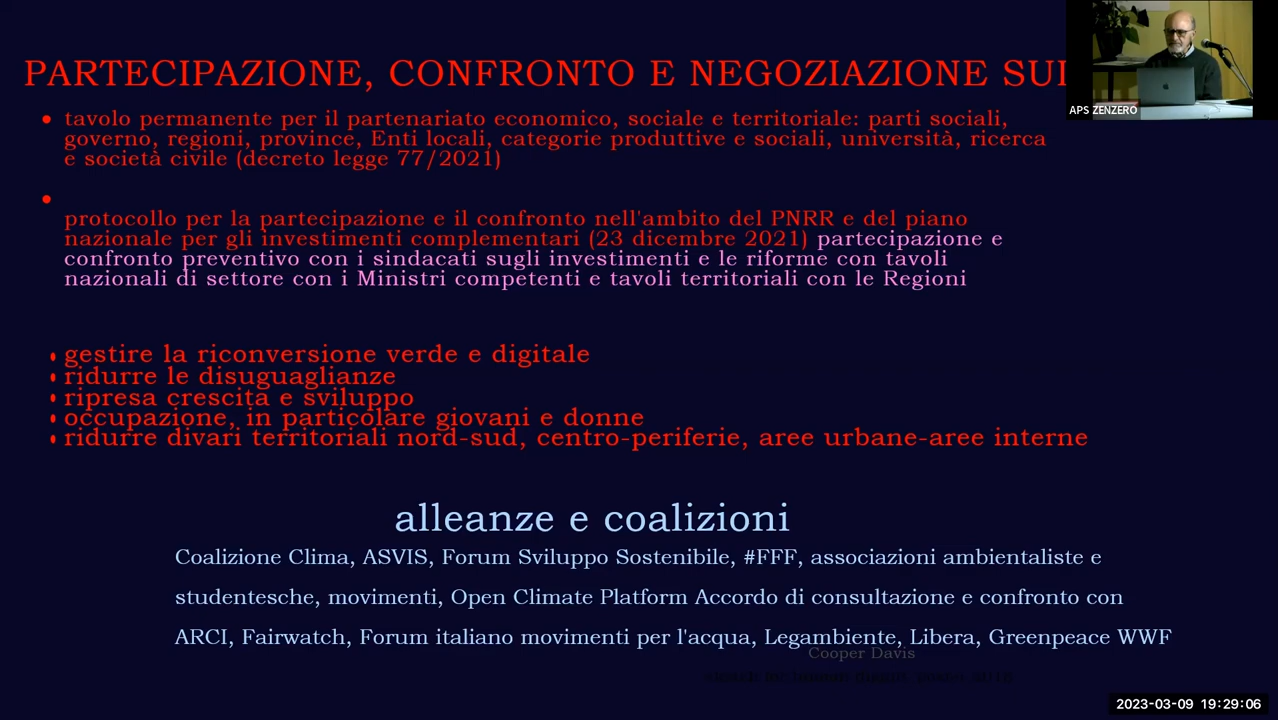 PARTECIPAZIONE, CONFRONTO E NEGOZIAZIONE SUL
APS ZENZERO
tavolo permanente per il partenariato economico, sociale e territoriale: parti sociali,
governo, regioni, province, Enti locali, categorie produttive e sociali, università, ricerca
e società civile (decreto legge 77/2021)
protocollo per la partecipazione e il confronto nell'ambito del PNRR e del piano
nazionale per gli investimenti complementari (23 dicembre 2021) partecipazione e
confronto preventivo con i sindacati sugli investimenti e le riforme con tavoli
nazionali di settore con i Ministri competenti e tavoli territoriali con le Regioni
gestire la riconversione verde e digitale
ridurre le disuguaglianze
ripresa crescita e sviluppo
occupazione, in particolare giovani e donne
ridurre divari territoriali nord-sud, centro-periferie, aree urbane-aree interne
alleanze e coalizioni
Coalizione Clima, ASVIS, Forum Sviluppo Sostenibile, #FFF, associazioni ambientaliste e
studentesche, movimenti, Open Climate Platform Accordo di consultazione e confronto con
ARCI, Fairwatch, Forum italiano movimenti per l'acqua, Legambiente, Libera, Greenpeace WWF
Cooper Davis
2023-03-09 19:29:06